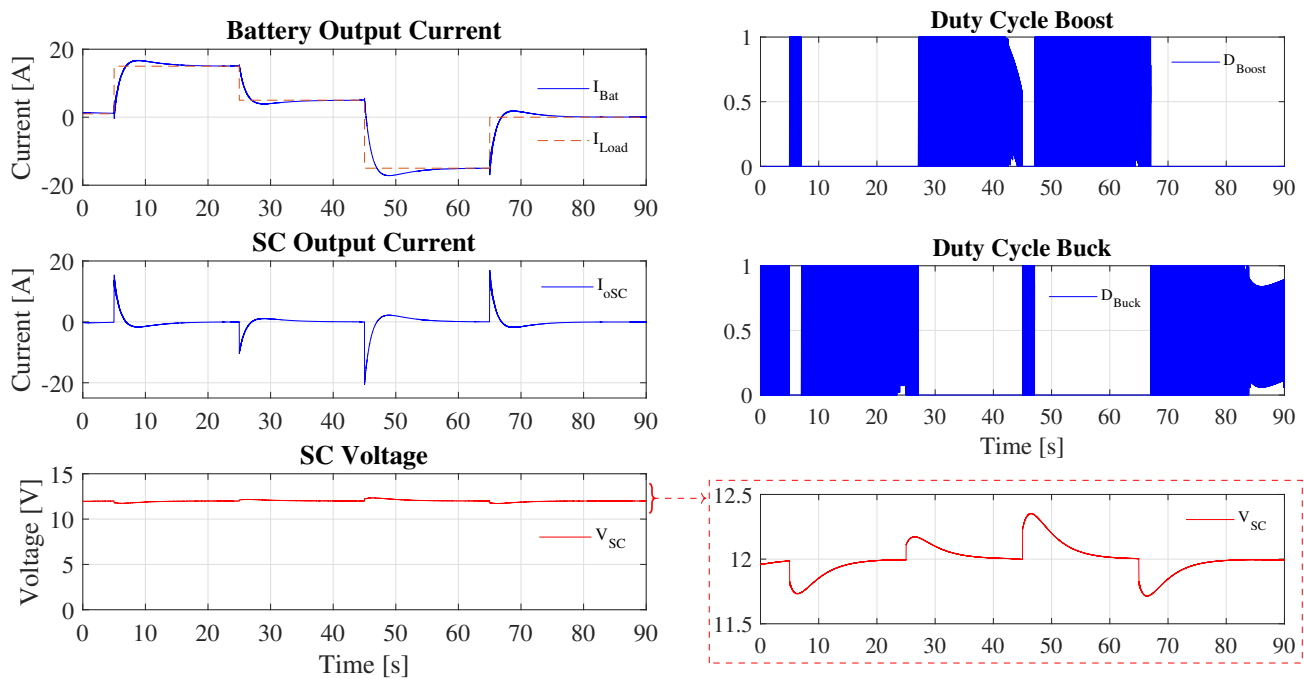 Battery Output Current
Current [A]
20
0
-20
I_Bat
I_Load
0 10 20 30 40 50 60 70 80 90
SC Output Current
Current [A]
20
0
-20
I_oSC
0 10 20 30 40 50 60 70 80 90
SC Voltage
Voltage [V]
15
10
5
0
V_SC
0 10 20 30 40 50 60 70 80 90
Time [s]
Duty Cycle Boost
1
0.5
0
D_Boost
0 10 20 30 40 50 60 70 80 90
Duty Cycle Buck
1
0.5
0
D_Buck
0 10 20 30 40 50 60 70 80 90
Time [s]
12.5
12
11.5
V_SC
0 10 20 30 40 50 60 70 80 90